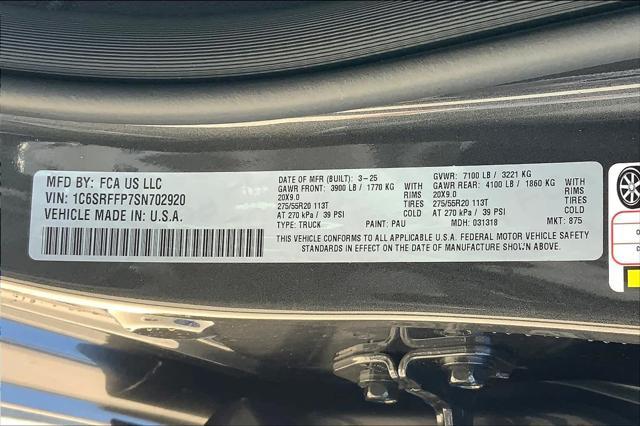 MFD BY: FCA US LLC
VIN: 1C6SRFFP7SN702920
VEHICLE MADE IN: U.S.A.
DATE OF MFR (BUILT): 3-25
GAWR FRONT: 3900 LB / 1770 KG WITH
20X9.0 RIMS
275/55R20 113T TIRES
AT 270 kPa / 39 PSI COLD
TYPE: TRUCK PAINT: PAU
GVWR: 7100 LB / 3221 KG
GAWR REAR: 4100 LB / 1860 KG WITH
20X9.0 RIMS
275/55R20 113T TIRES
AT 270 kPa / 39 PSI COLD
MDH: 031318 MKT: 875
THIS VEHICLE CONFORMS TO ALL APPLICABLE U.S.A. FEDERAL MOTOR VEHICLE SAFETY
STANDARDS IN EFFECT ON THE DATE OF MANUFACTURE SHOWN ABOVE.